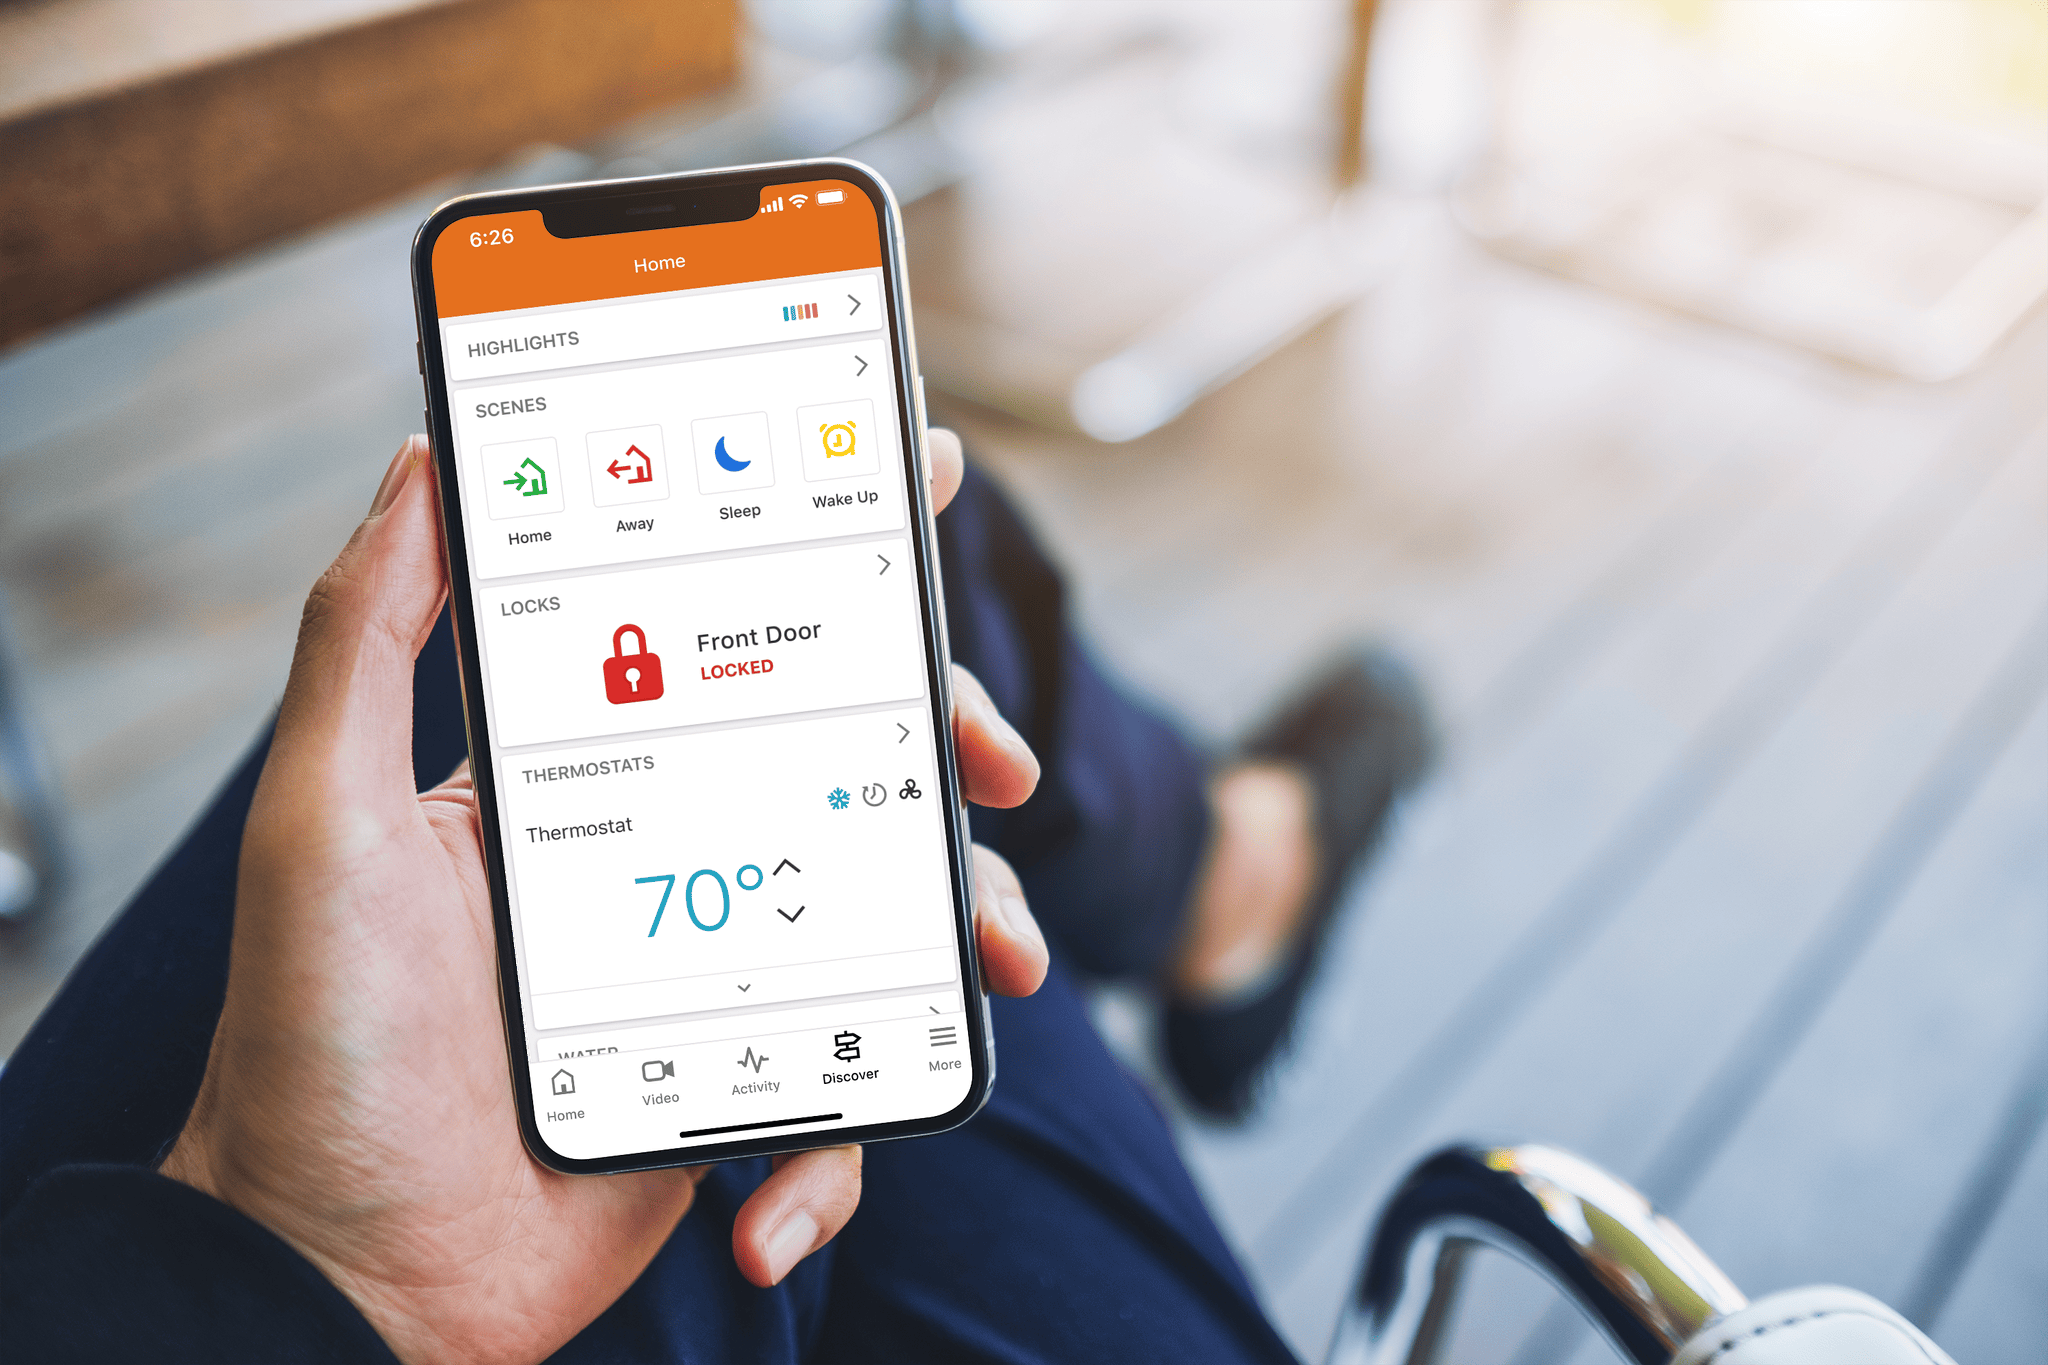 6:26
Home
HIGHLIGHTS
SCENES
Home Away Sleep Wake Up
LOCKS
Front Door
LOCKED
THERMOSTATS
Thermostat
70°
WATER
Home Video Activity Discover More